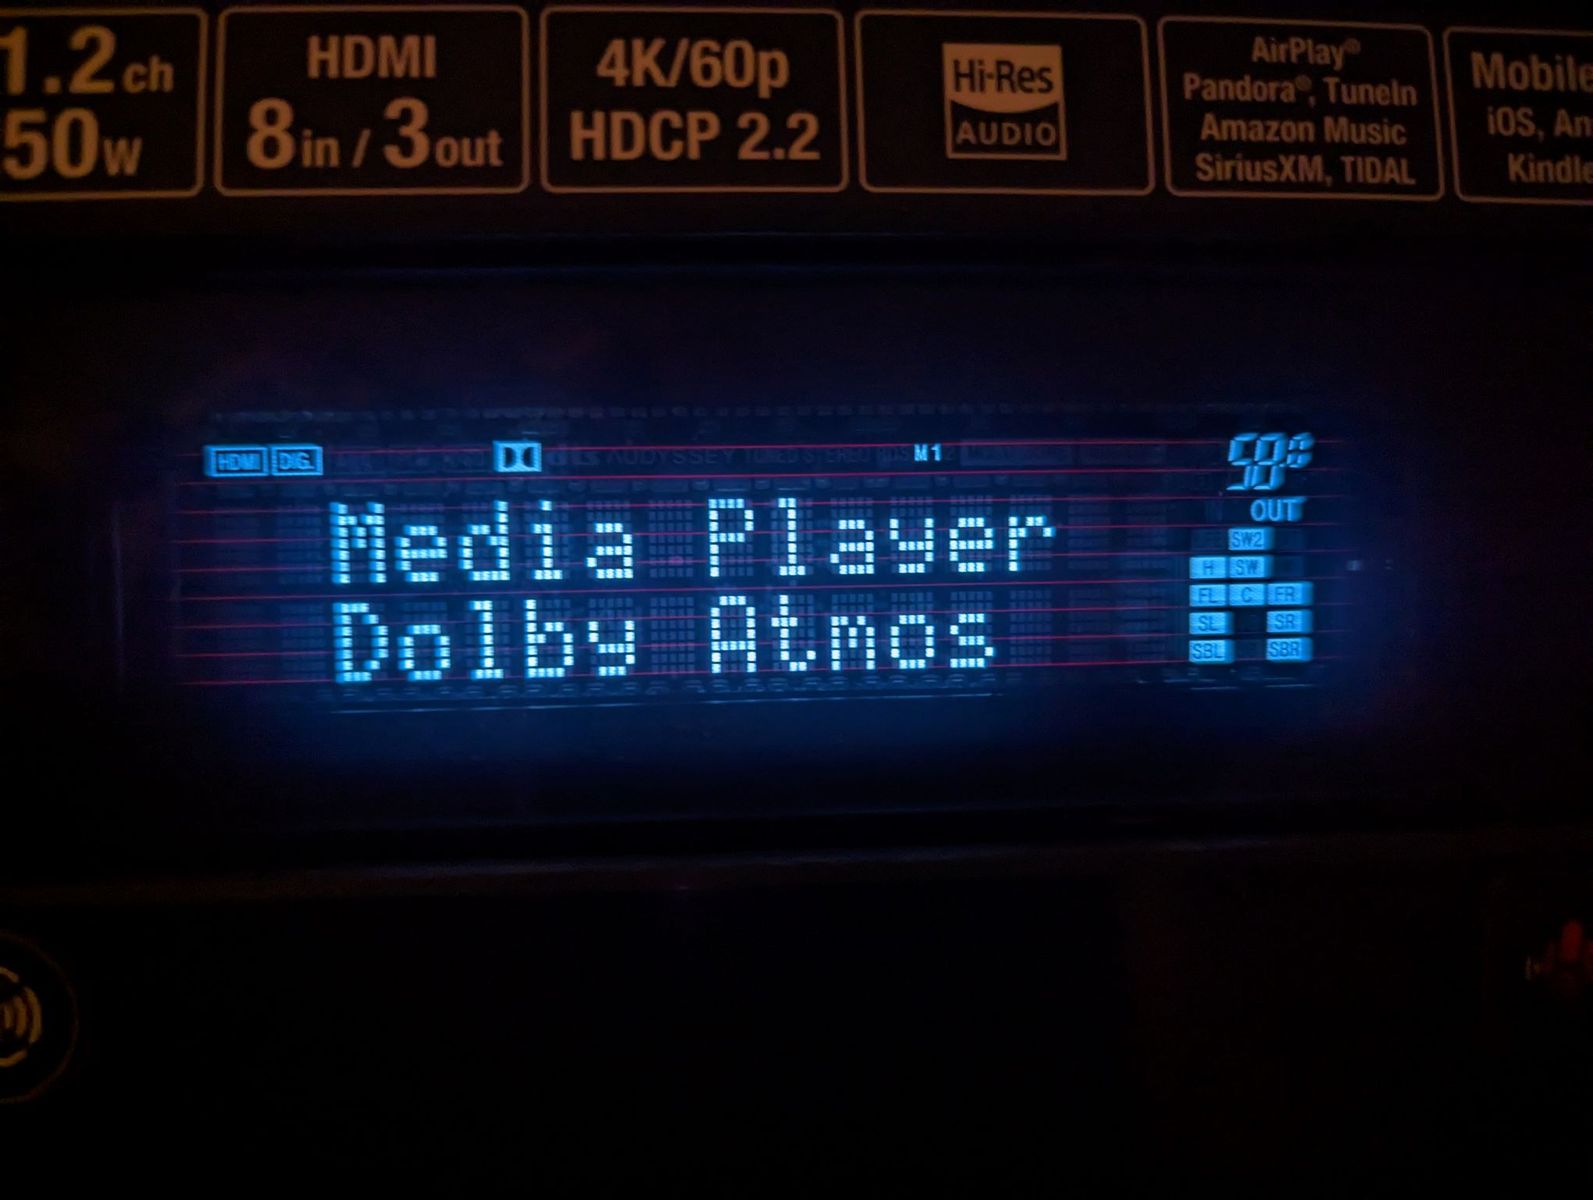 1.2ch
50W
HDMI
8in / 3out
4K/60p
HDCP 2.2
Hi-Res
AUDIO
AirPlay®
Pandora®, TuneIn
Amazon Music
SiriusXM, TIDAL
Mobile
iOS, An
Kindle
HDMI DIG. M1
AUDYSSEY
OUT
Media Player
Dolby Atmos
SW2
H SW
FL C FR
SL SR
SBL SBR